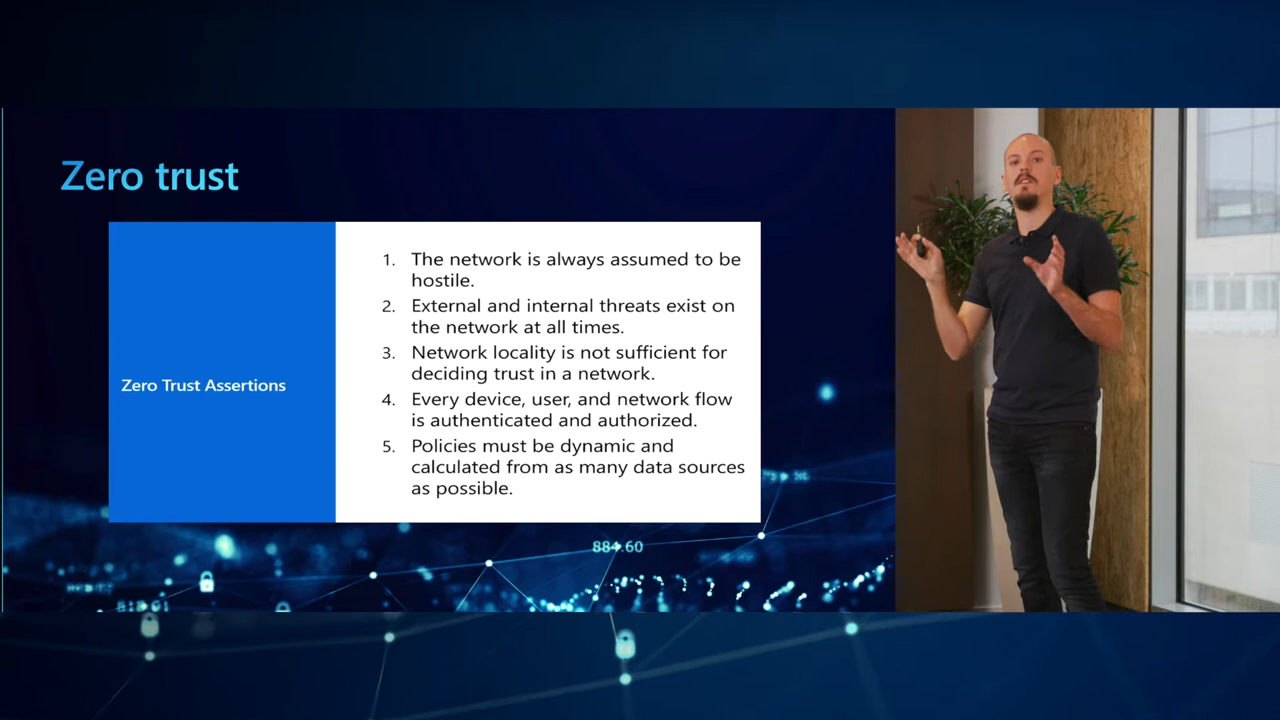 Zero trust
Zero Trust Assertions
1. The network is always assumed to be
hostile.
2. External and internal threats exist on
the network at all times.
3. Network locality is not sufficient for
deciding trust in a network.
4. Every device, user, and network flow
is authenticated and authorized.
5. Policies must be dynamic and
calculated from as many data sources
as possible.
884.60